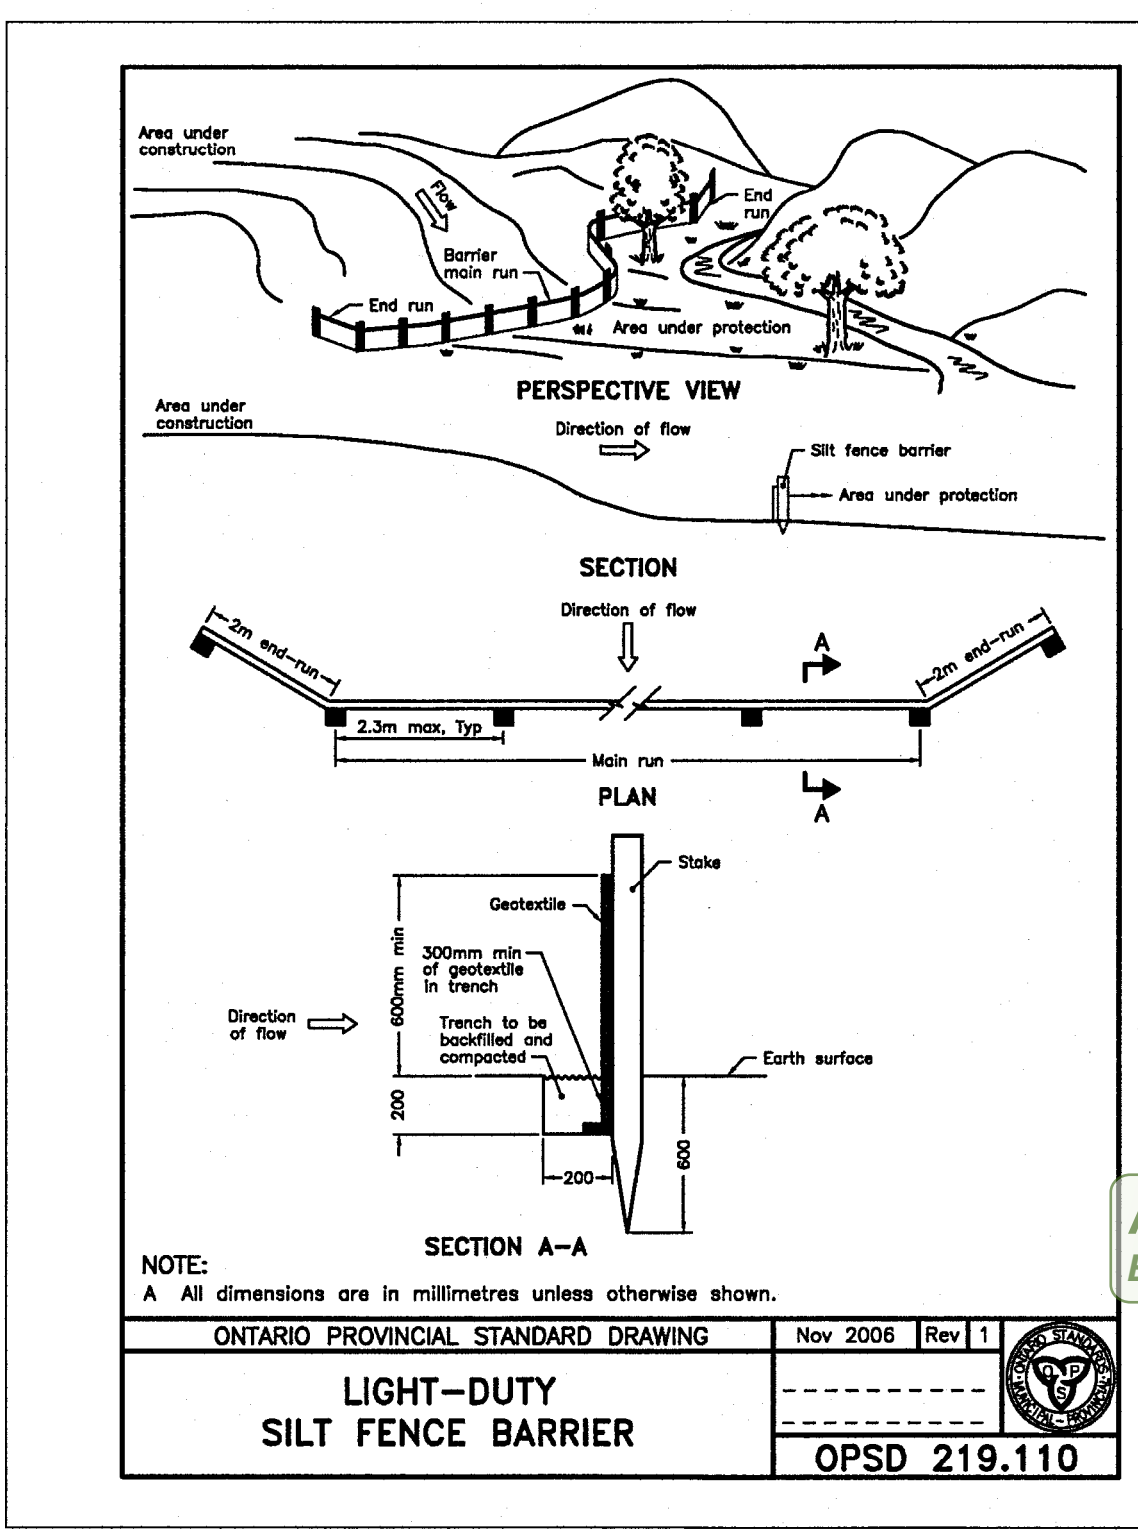 Area under
construction
Flow
End
run
Barrier
main run
End run
Area under protection
PERSPECTIVE VIEW
Area under
construction
Direction of flow
Silt fence barrier
Area under protection
SECTION
Direction of flow
2m end-run
A
2m end-run
2.3m max, Typ
Main run
PLAN
A
Stake
Geotextile
600mm min
300mm min
of geotextile
in trench
Direction
of flow
Trench to be
backfilled and
compacted
Earth surface
200
600
200
SECTION A-A
NOTE:
A All dimensions are in millimetres unless otherwise shown.
ONTARIO PROVINCIAL STANDARD DRAWING
Nov 2006
Rev
1
LIGHT-DUTY
SILT FENCE BARRIER
ONTARIO STANDARDS
MUNICIPAL-PROVINCIAL
O P
S
OPSD 219.110